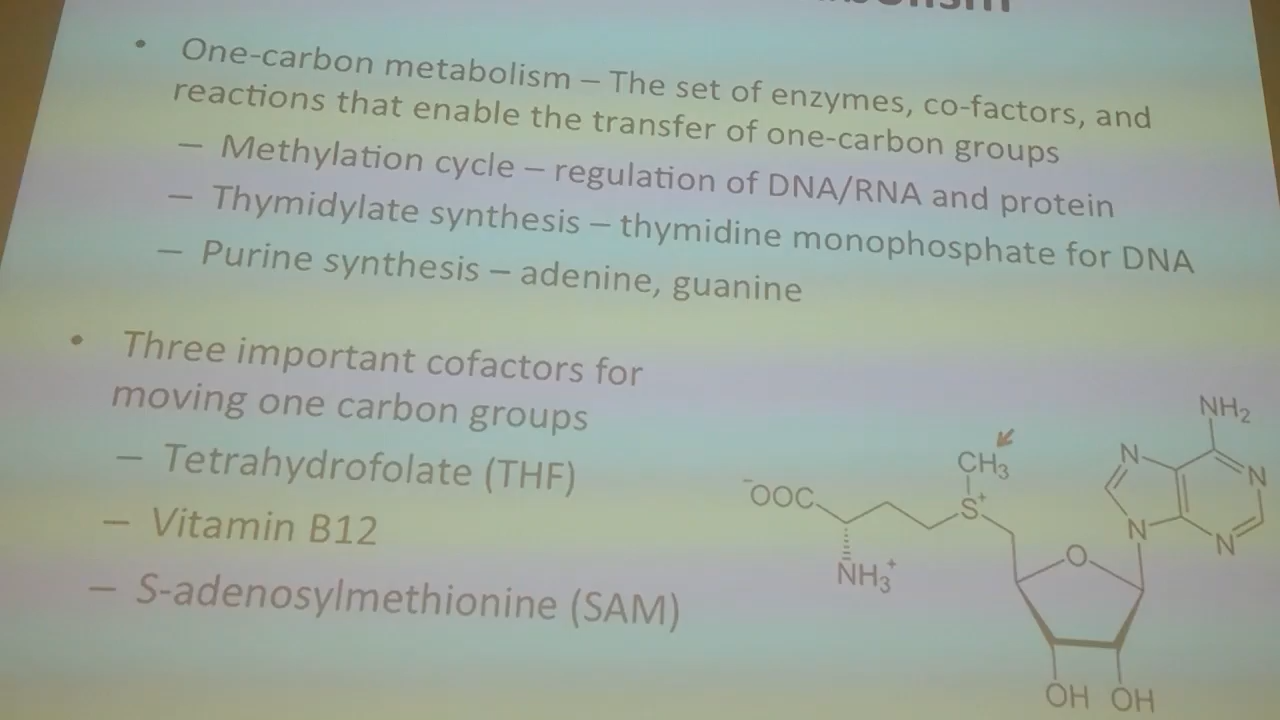 • One-carbon metabolism – The set of enzymes, co-factors, and
reactions that enable the transfer of one-carbon groups
– Methylation cycle – regulation of DNA/RNA and protein
– Thymidylate synthesis – thymidine monophosphate for DNA
– Purine synthesis – adenine, guanine
• Three important cofactors for
moving one carbon groups
– Tetrahydrofolate (THF)
– Vitamin B12
– S-adenosylmethionine (SAM)
NH₂
CH₃
N
N
⁻OOC
S⁺
N
N
O
NH₃⁺
OH OH